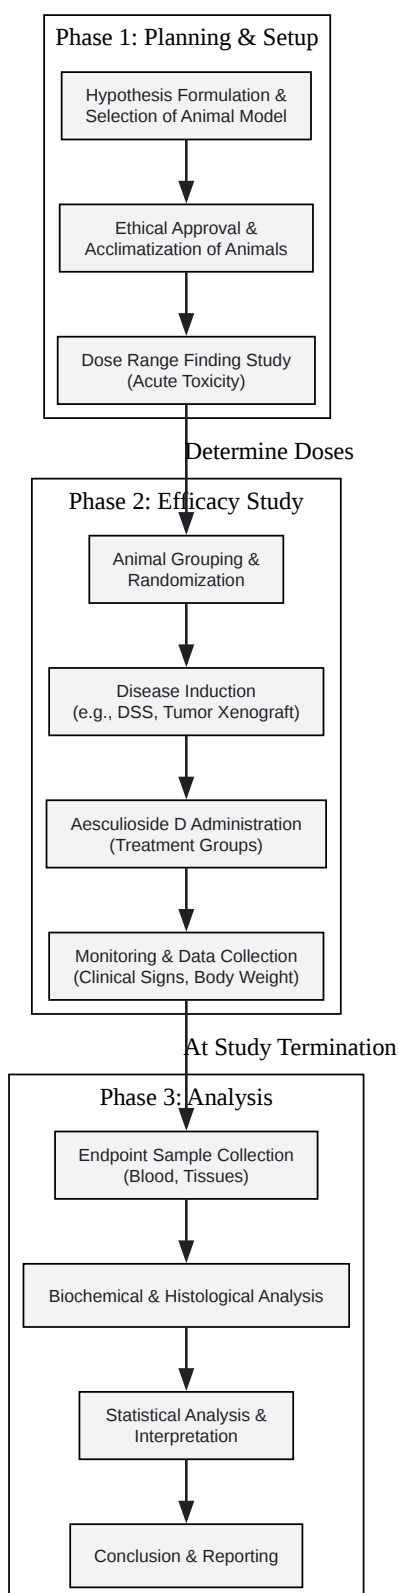 Phase 1: Planning & Setup
Hypothesis Formulation &
Selection of Animal Model
Ethical Approval &
Acclimatization of Animals
Dose Range Finding Study
(Acute Toxicity)
Determine Doses
Phase 2: Efficacy Study
Animal Grouping &
Randomization
Disease Induction
(e.g., DSS, Tumor Xenograft)
Aesculioside D Administration
(Treatment Groups)
Monitoring & Data Collection
(Clinical Signs, Body Weight)
At Study Termination
Phase 3: Analysis
Endpoint Sample Collection
(Blood, Tissues)
Biochemical & Histological Analysis
Statistical Analysis &
Interpretation
Conclusion & Reporting